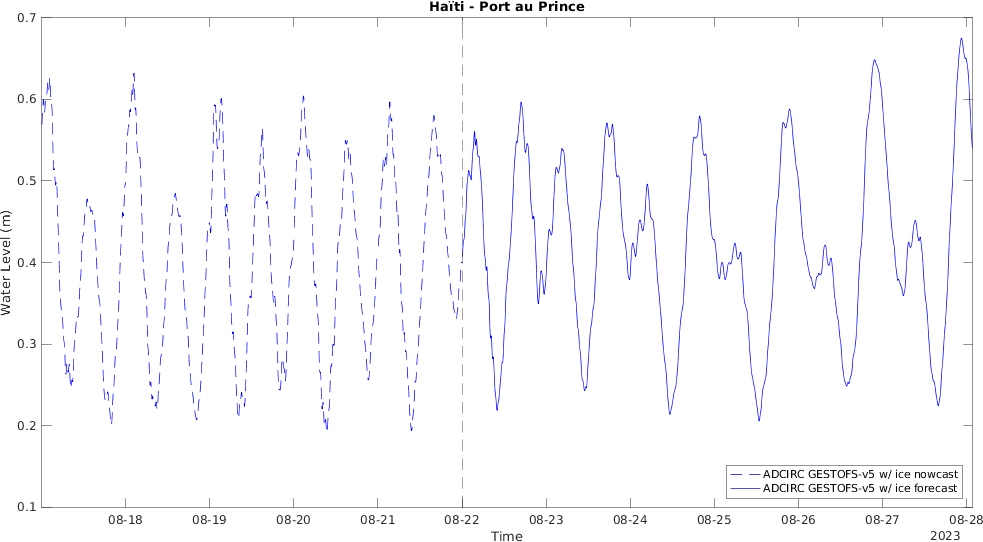 Haïti - Port au Prince
0.7
0.6
0.5
0.4
0.3
0.2
0.1
Water Level (m)
ADCIRC GESTOFS-v5 w/ ice nowcast
ADCIRC GESTOFS-v5 w/ ice forecast
08-18 08-19 08-20 08-21 08-22 08-23 08-24 08-25 08-26 08-27 08-28
Time
2023